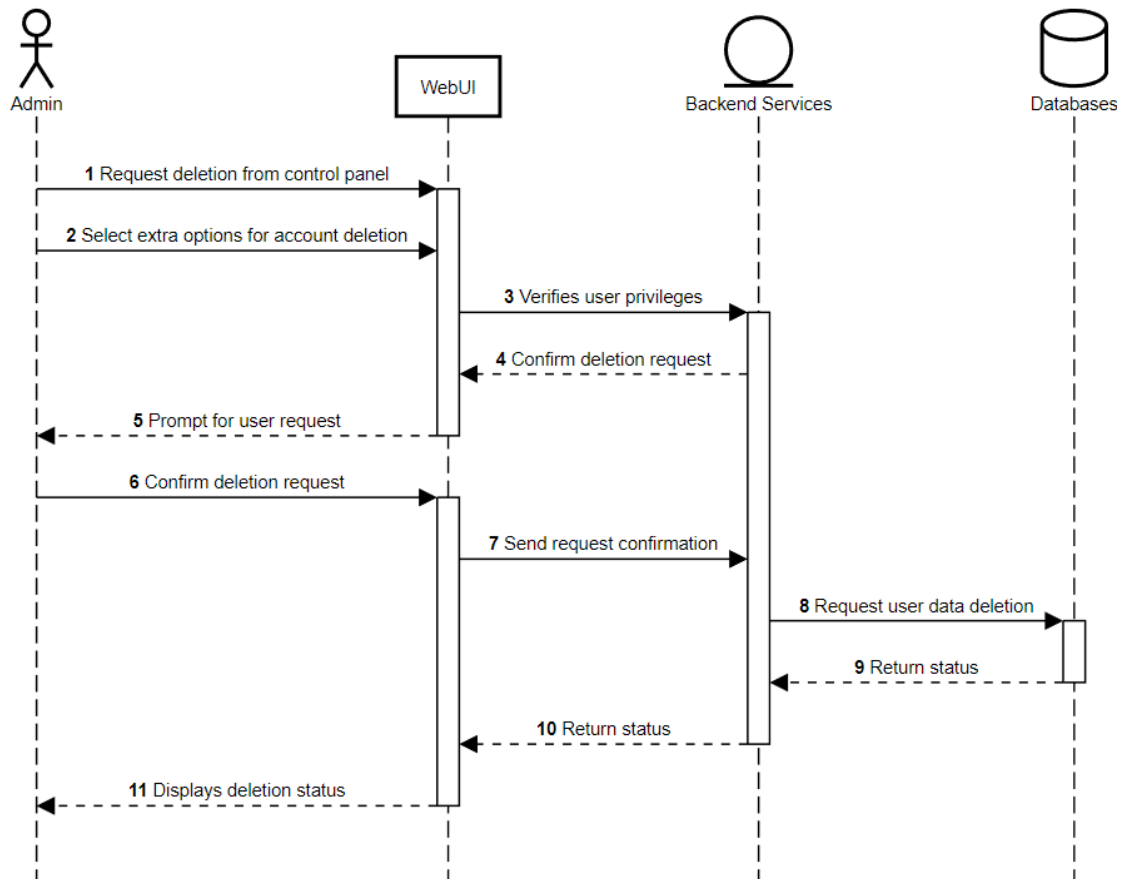 Admin
WebUI
Backend Services
Databases
1 Request deletion from control panel
2 Select extra options for account deletion
3 Verifies user privileges
4 Confirm deletion request
5 Prompt for user request
6 Confirm deletion request
7 Send request confirmation
8 Request user data deletion
9 Return status
10 Return status
11 Displays deletion status